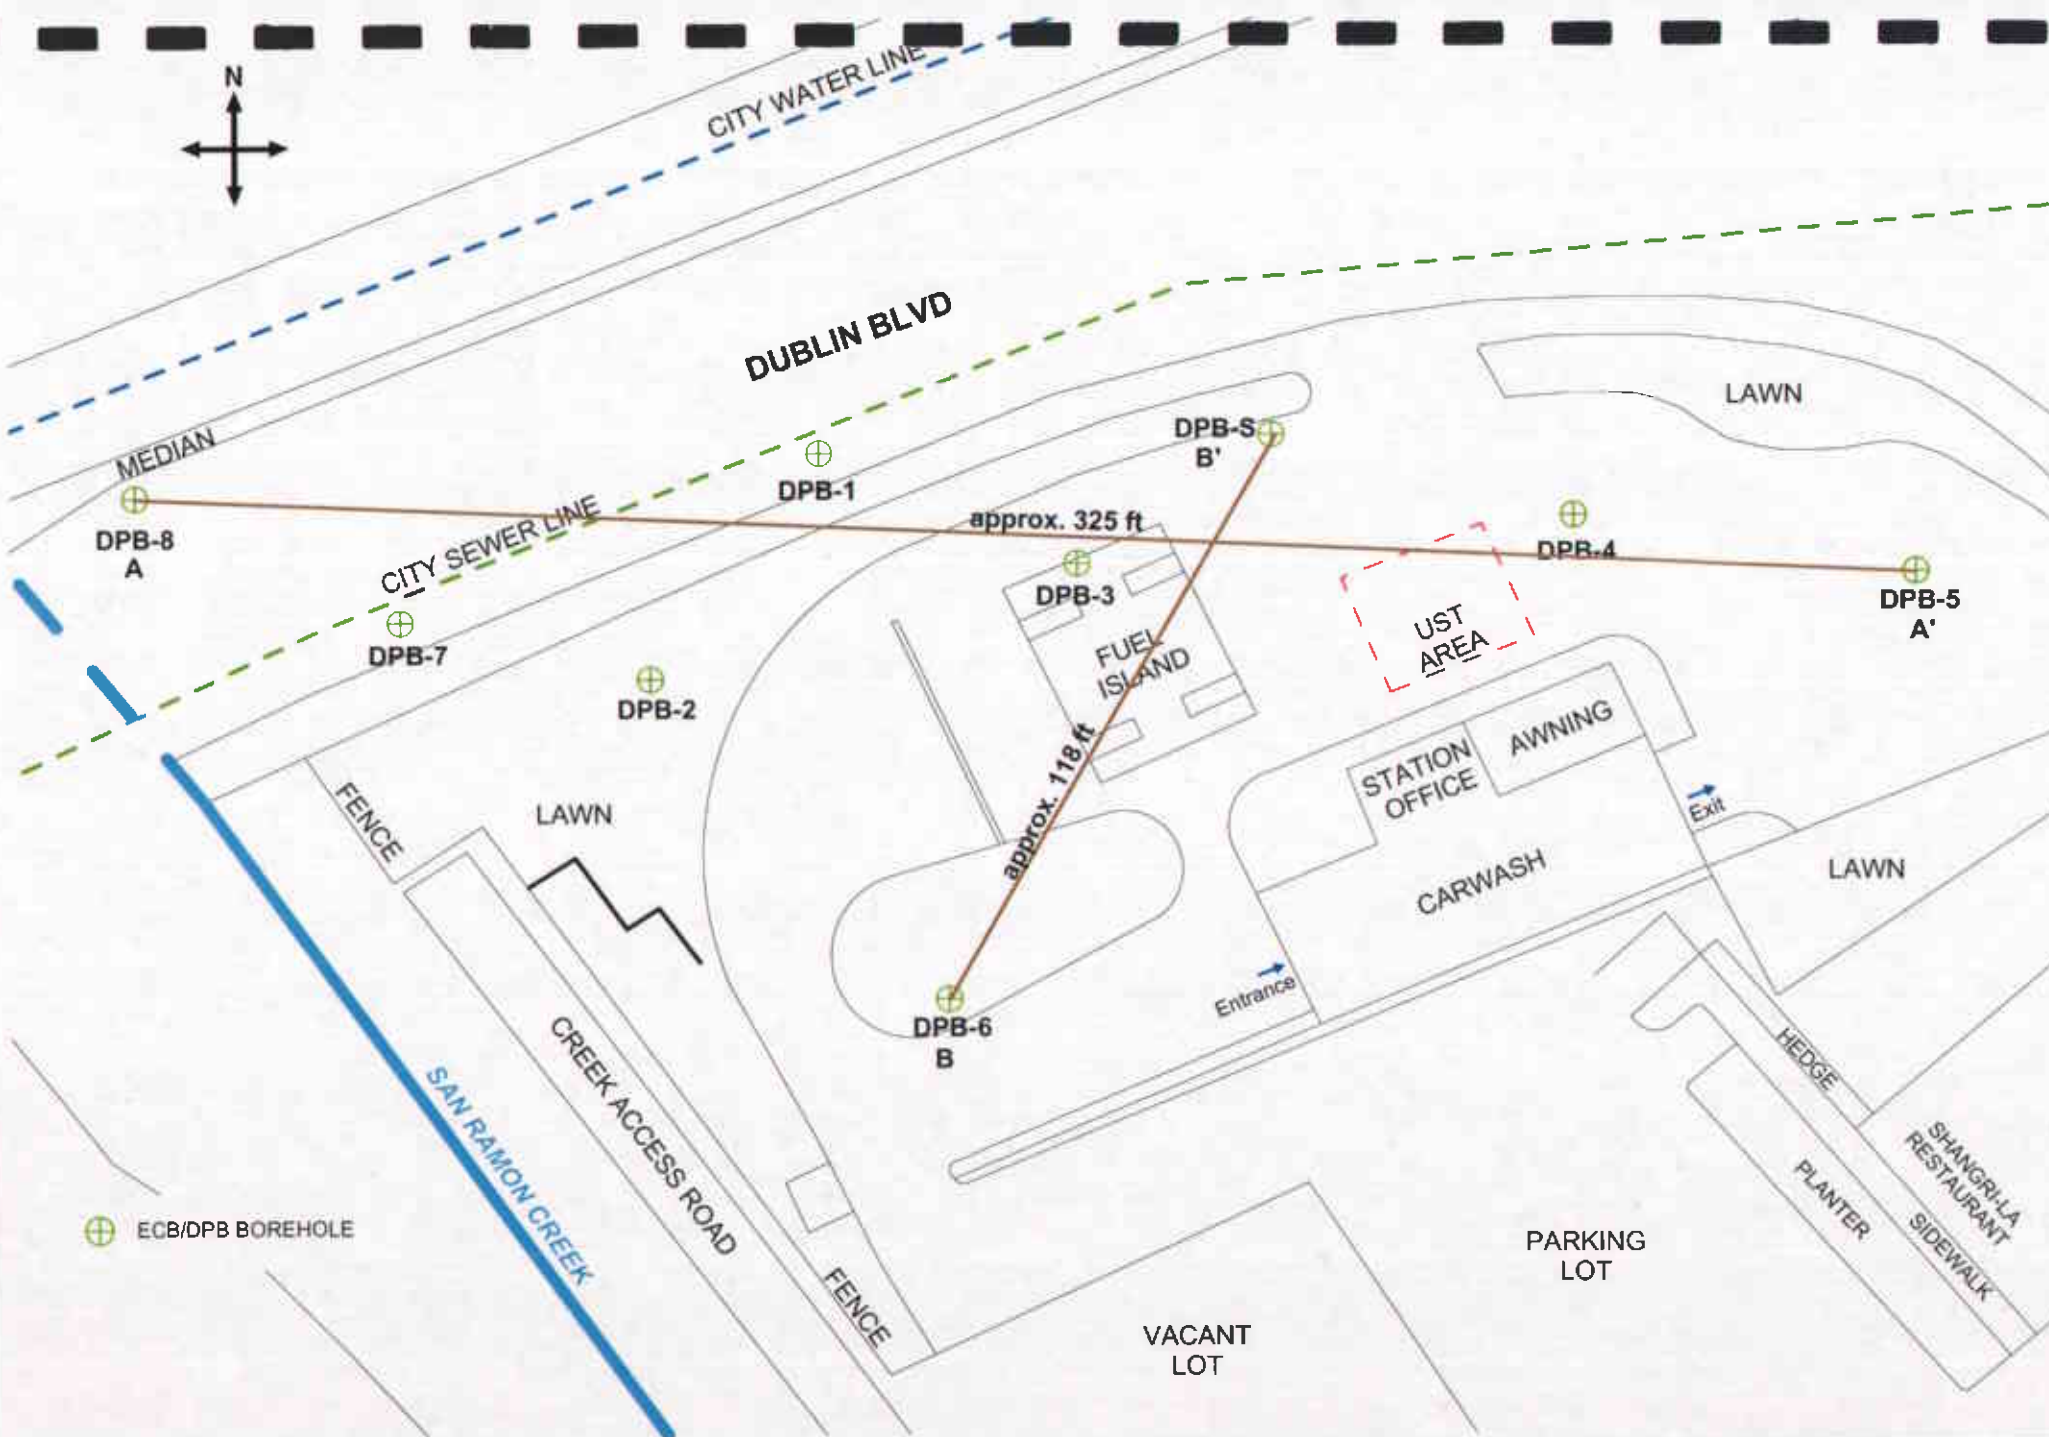 N
CITY WATER LINE
DUBLIN BLVD
LAWN
MEDIAN
DPB-S
B'
DPB-1
approx. 325 ft
DPB-8
A
CITY SEWER LINE
DPB-4
DPB-3
DPB-5
A'
DPB-7
FUEL
ISLAND
UST
AREA
DPB-2
STATION
OFFICE
AWNING
approx. 118 ft
FENCE
LAWN
Exit
CARWASH
LAWN
Entrance
DPB-6
B
CREEK ACCESS ROAD
SAN RAMON CREEK
HEDGE
SHANGRI-LA
RESTAURANT
PLANTER
SIDEWALK
ECB/DPB BOREHOLE
FENCE
PARKING
LOT
VACANT
LOT